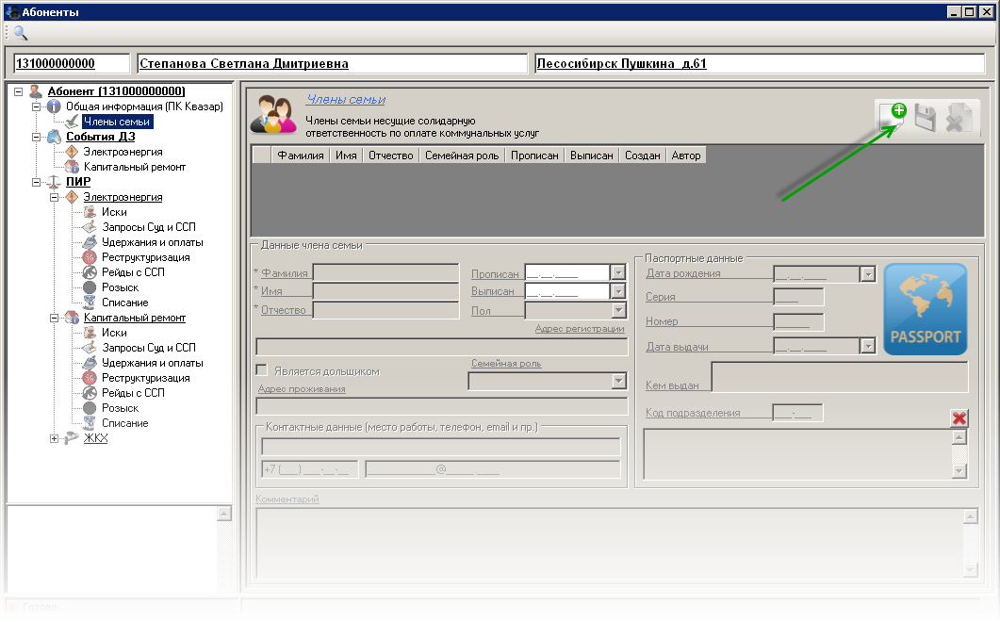 Абоненты
131000000000
Степанова Светлана Дмитриевна
Лесосибирск Пушкина д.61
Абонент (131000000000)
Общая информация (ПК Квазар)
Члены семьи
События ДЗ
Электроэнергия
Капитальный ремонт
ПИР
Электроэнергия
Иски
Запросы Суд и ССП
Удержания и оплаты
Реструктуризация
Рейды с ССП
Розыск
Списание
Капитальный ремонт
Иски
Запросы Суд и ССП
Удержания и оплаты
Реструктуризация
Рейды с ССП
Розыск
Списание
ЖКХ
Члены семьи
Члены семьи несущие солидарную
ответственность по оплате коммунальных услуг
Фамилия Имя Отчество Семейная роль Прописан Выписан Создан Автор
Данные члена семьи
* Фамилия
* Имя
* Отчество
Прописан __.__.____
Выписан __.__.____
Пол
Адрес регистрации
Является дольщиком
Семейная роль
Адрес проживания
Контактные данные (место работы, телефон, email и пр.)
+7 (___) ___-__-__
__________@_____.____
Комментарий
Паспортные данные
Дата рождения __.__.____
Серия ____
Номер ______
Дата выдачи __.__.____
Кем выдан
Код подразделения ___-___
PASSPORT
Готово...